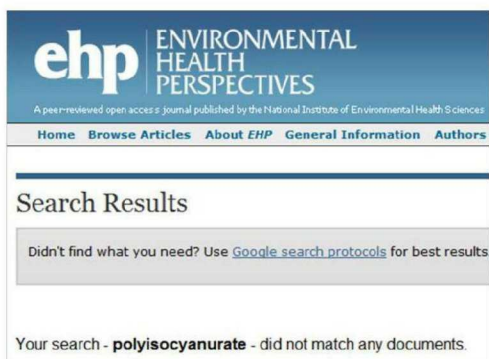 ehp
ENVIRONMENTAL
HEALTH
PERSPECTIVES
A peer-reviewed open access journal published by the National Institute of Environmental Health Sciences
Home Browse Articles About EHP General Information Authors
Search Results
Didn't find what you need? Use Google search protocols for best results
Your search - polyisocyanurate - did not match any documents.